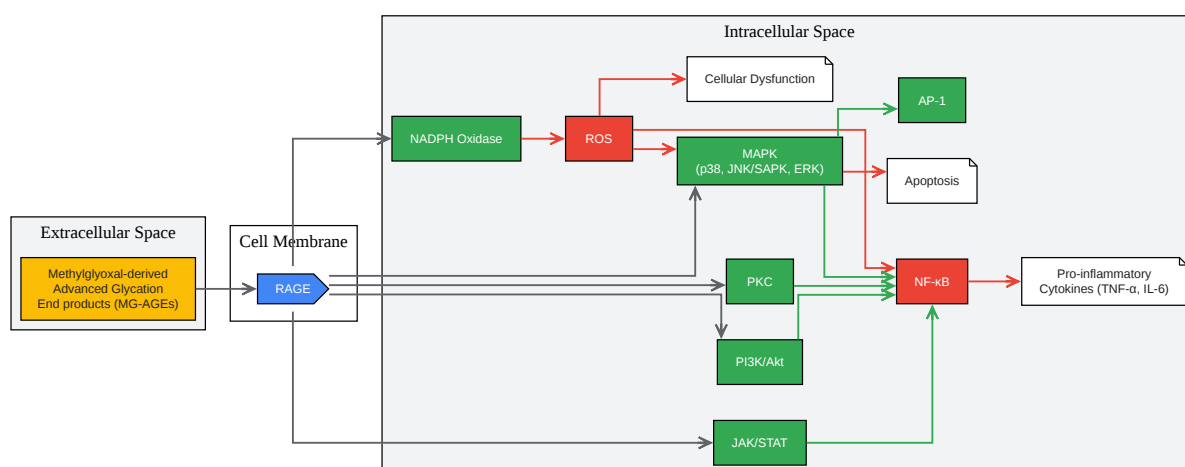 Intracellular Space
Cellular Dysfunction
AP-1
NADPH Oxidase
ROS
MAPK
(p38, JNK/SAPK, ERK)
Apoptosis
Extracellular Space
Cell Membrane
Methylglyoxal-derived
Advanced Glycation
End products (MG-AGEs)
RAGE
PKC
NF-κB
Pro-inflammatory
Cytokines (TNF-α, IL-6)
PI3K/Akt
JAK/STAT